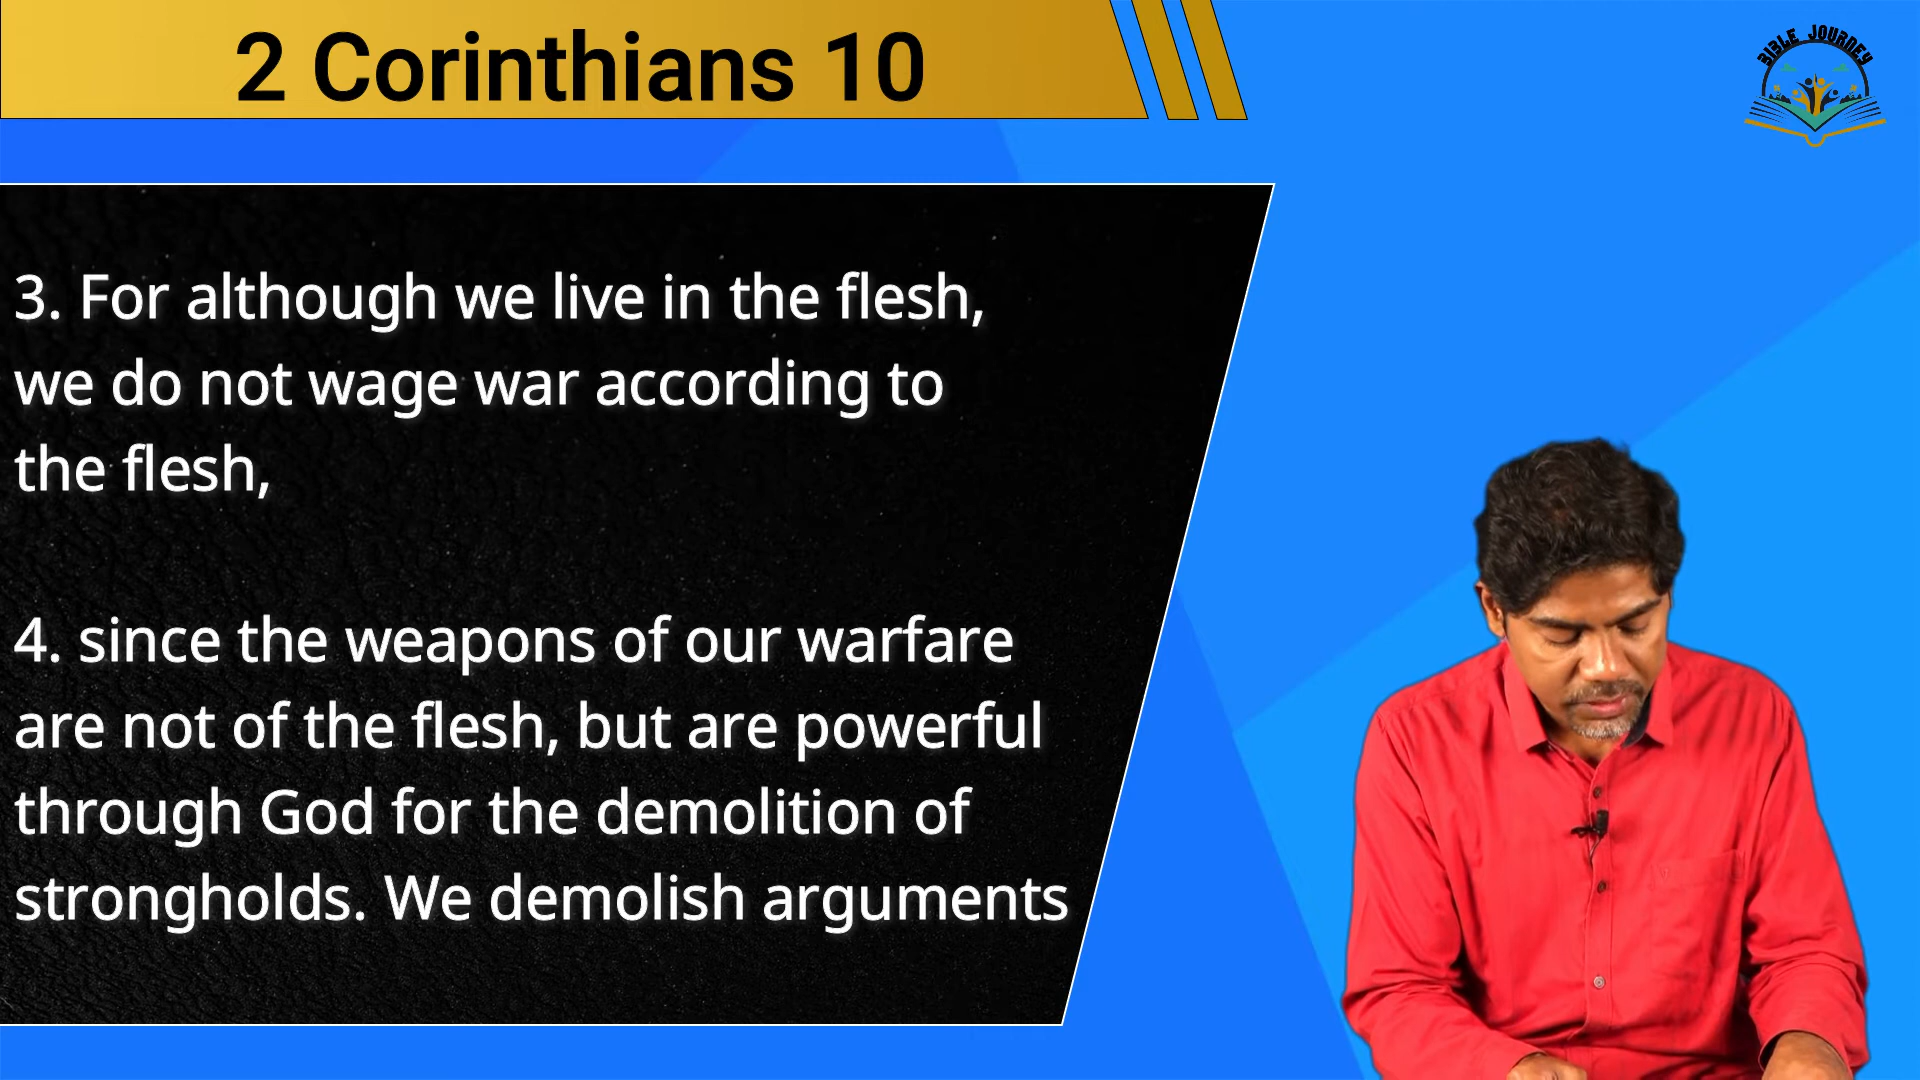 2 Corinthians 10
BIBLE JOURNEY
3. For although we live in the flesh,
we do not wage war according to
the flesh,
4. since the weapons of our warfare
are not of the flesh, but are powerful
through God for the demolition of
strongholds. We demolish arguments